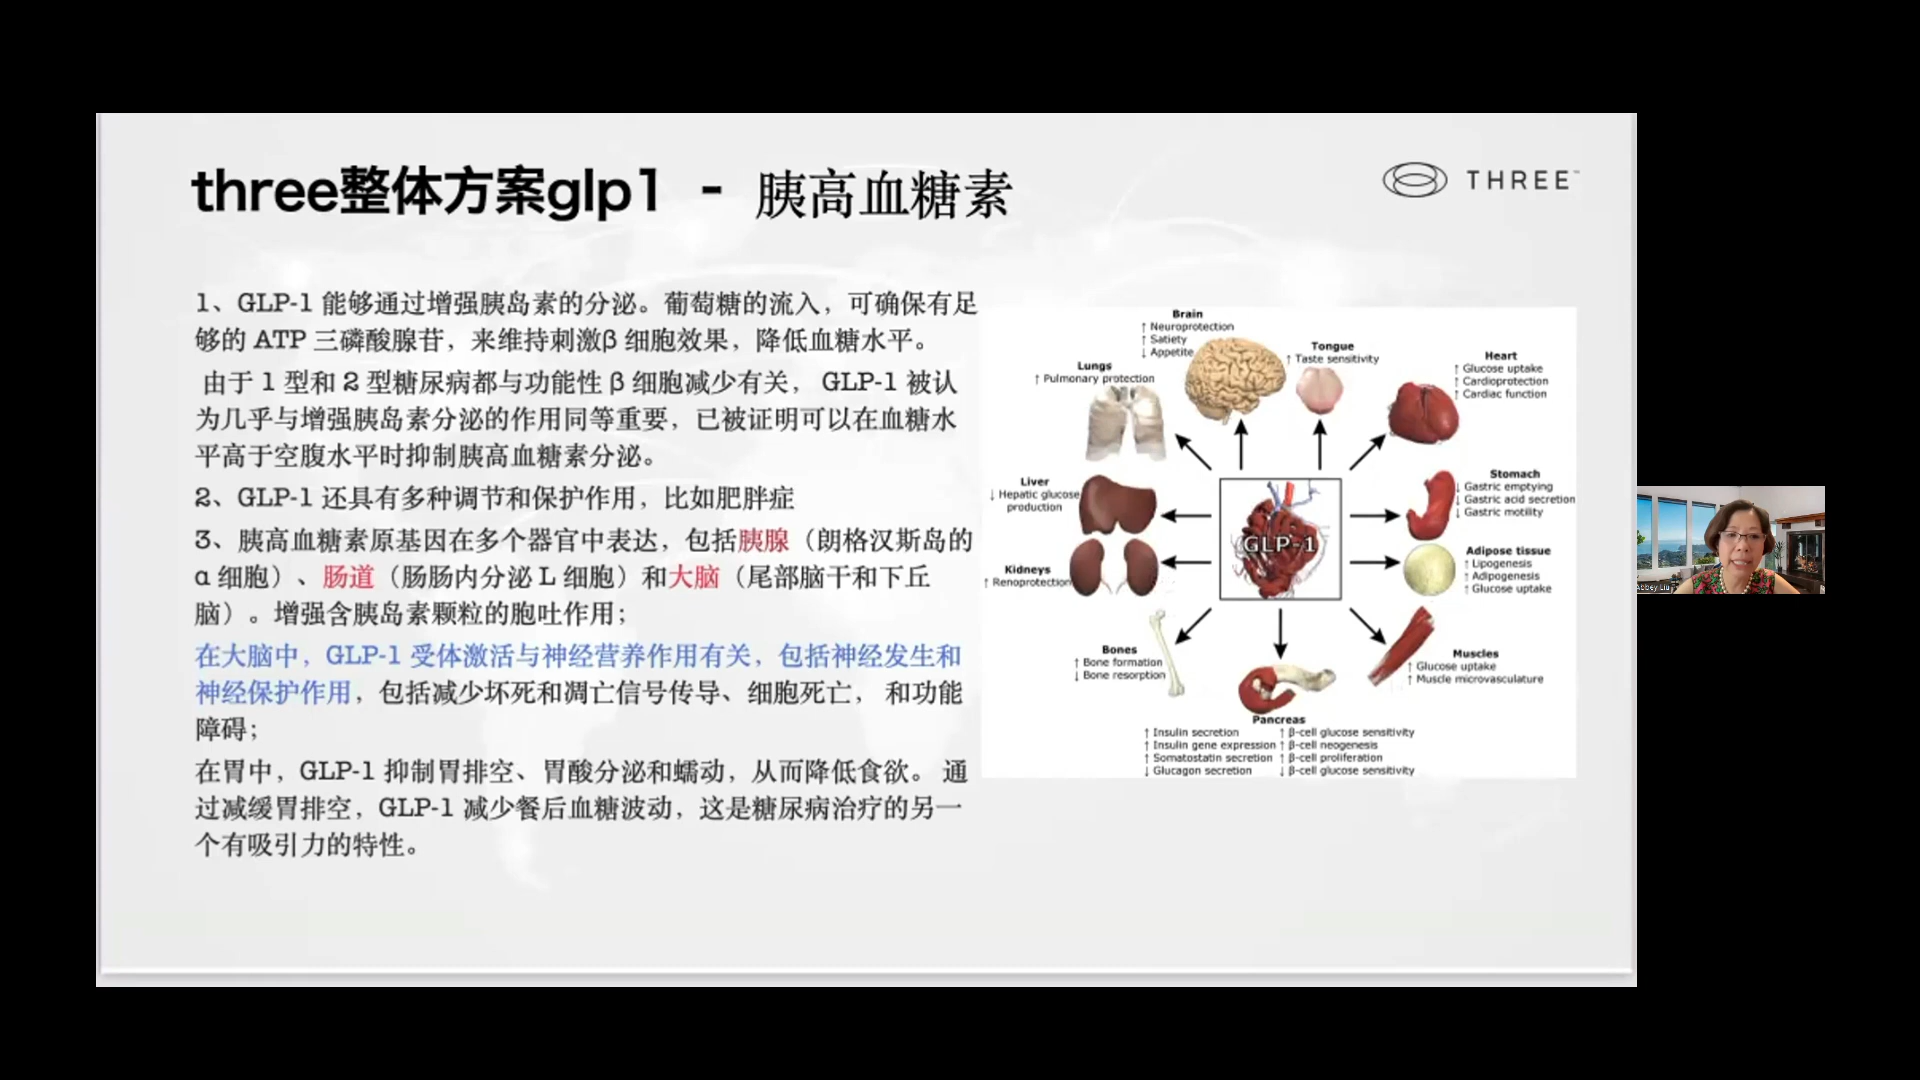 three整体方案glp1 - 胰高血糖素
THREE™
1、GLP-1 能够通过增强胰岛素的分泌。葡萄糖的流入，可确保有足
够的 ATP 三磷酸腺苷，来维持刺激β 细胞效果，降低血糖水平。
由于 1 型和 2 型糖尿病都与功能性 β 细胞减少有关， GLP-1 被认
为几乎与增强胰岛素分泌的作用同等重要，已被证明可以在血糖水
平高于空腹水平时抑制胰高血糖素分泌。
2、GLP-1 还具有多种调节和保护作用，比如肥胖症
3、胰高血糖素原基因在多个器官中表达，包括胰腺（朗格汉斯岛的
α 细胞）、肠道（肠肠内分泌 L 细胞）和大脑（尾部脑干和下丘
脑）。增强含胰岛素颗粒的胞吐作用；
在大脑中，GLP-1 受体激活与神经营养作用有关，包括神经发生和
神经保护作用，包括减少坏死和凋亡信号传导、细胞死亡， 和功能
障碍；
在胃中，GLP-1 抑制胃排空、胃酸分泌和蠕动，从而降低食欲。 通
过减缓胃排空，GLP-1 减少餐后血糖波动，这是糖尿病治疗的另一
个有吸引力的特性。
Brain
↑ Neuroprotection
↑ Satiety
↓ Appetite
Tongue
↑ Taste sensitivity
Heart
↑ Glucose uptake
↑ Cardioprotection
↑ Cardiac function
Lungs
↑ Pulmonary protection
Liver
↓ Hepatic glucose
production
Stomach
↓ Gastric emptying
↓ Gastric acid secretion
↓ Gastric motility
GLP-1
Kidneys
↑ Renoprotection
Adipose tissue
↑ Lipogenesis
↑ Adipogenesis
↑ Glucose uptake
Bones
↑ Bone formation
↓ Bone resorption
Muscles
↑ Glucose uptake
↑ Muscle microvasculature
Pancreas
↑ Insulin secretion
↑ Insulin gene expression
↑ Somatostatin secretion
↓ Glucagon secretion
↑ β-cell glucose sensitivity
↑ β-cell neogenesis
↑ β-cell proliferation
↓ β-cell glucose sensitivity
Abbey Liu